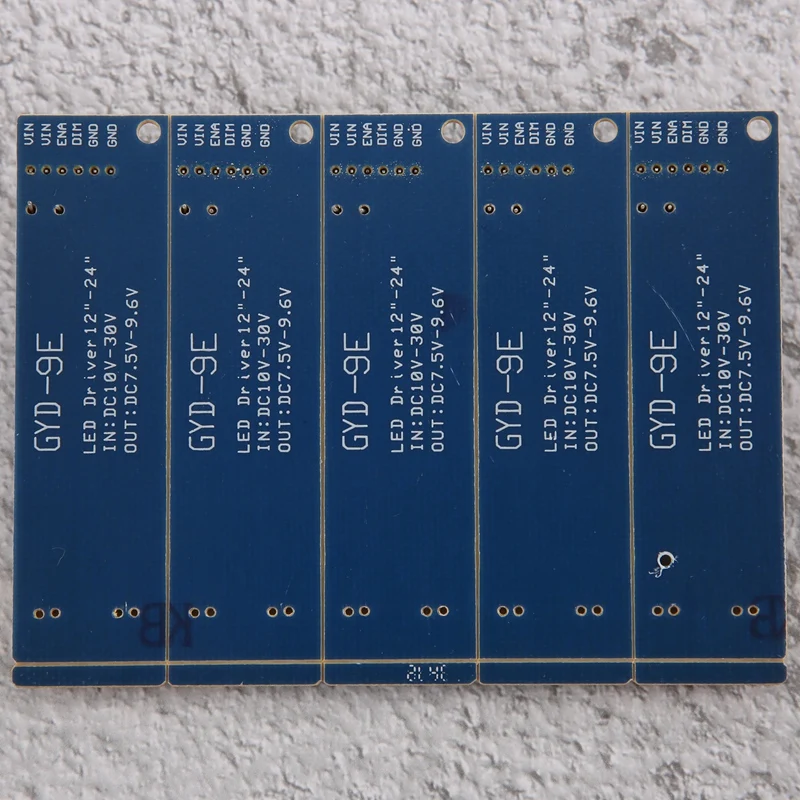 VIN
VIN
ENA
DIM
GND
GND
VIN
VIN
ENA
DIM
GND
GND
VIN
VIN
ENA
DIM
GND
GND
VIN
VIN
ENA
DIM
GND
GND
VIN
VIN
ENA
DIM
GND
GND
GYD-9E
LED Driver12"-24"
IN:DC10V-30V
OUT:DC7.5V-9.6V
GYD-9E
LED Driver12"-24"
IN:DC10V-30V
OUT:DC7.5V-9.6V
GYD-9E
LED Driver12"-24"
IN:DC10V-30V
OUT:DC7.5V-9.6V
GYD-9E
LED Driver12"-24"
IN:DC10V-30V
OUT:DC7.5V-9.6V
GYD-9E
LED Driver12"-24"
IN:DC10V-30V
OUT:DC7.5V-9.6V
KB